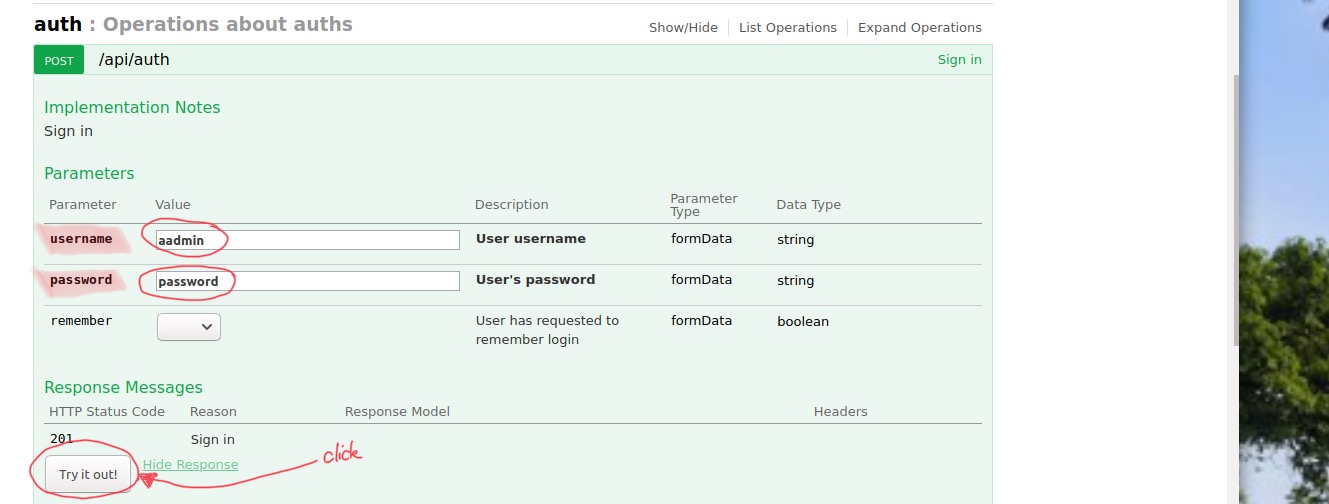 auth : Operations about auths
Show/Hide List Operations Expand Operations
POST /api/auth Sign in
Implementation Notes
Sign in
Parameters
Parameter Value Description Parameter Type Data Type
username aadmin User username formData string
password password User's password formData string
remember User has requested to remember login formData boolean
Response Messages
HTTP Status Code Reason Response Model Headers
201 Sign in
click
Try it out! Hide Response